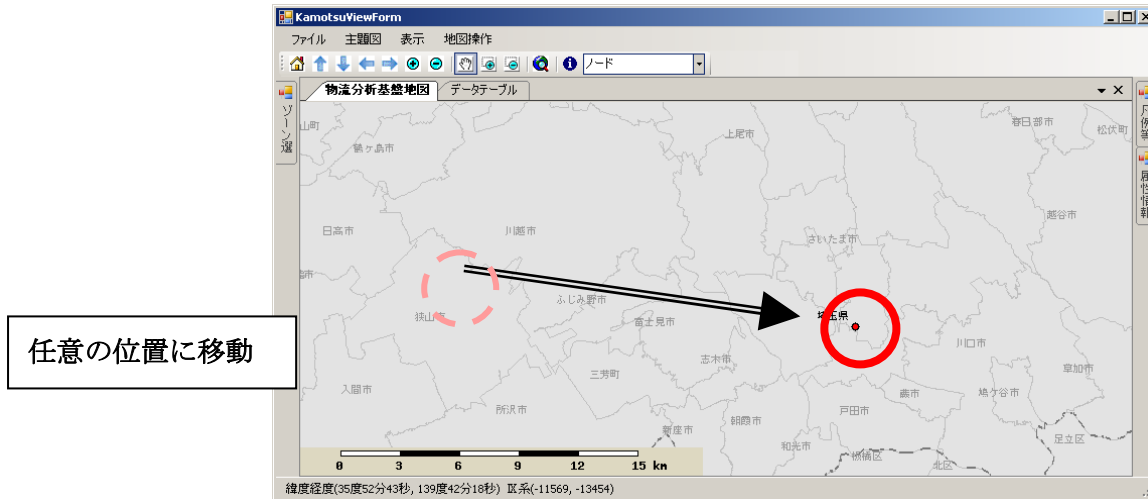 KamotsuViewForm
ファイル 主題図 表示 地図操作
ノード
物流分析基盤地図 データテーブル
ゾーン選
凡例等
属性情報
山町
鶴ヶ島市
上尾市
春日部市
松伏町
日高市
川越市
さいたま市
越谷市
狭山市
ふじみ野市
富士見市
埼玉県
川口市
入間市
三芳町
志木市
草加市
所沢市
新座市
朝霞市
戸田市
蕨市
鳩ヶ谷市
和光市
板橋区
北区
足立区
0 3 6 9 12 15 km
任意の位置に移動
緯度経度(35度52分43秒, 139度42分18秒) Ⅸ系(-11569, -13454)